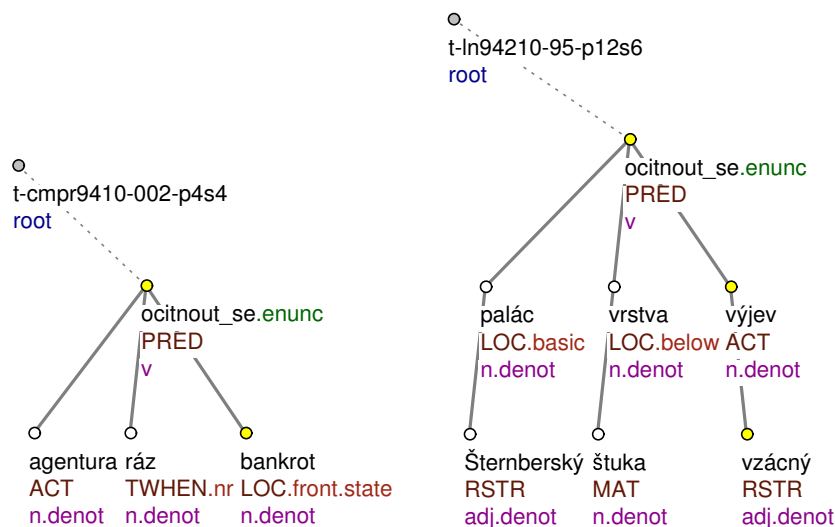 t-cmpr9410-002-p4s4
root
ocitnout_se.enunc
PRED
v
agentura ráz bankrot
ACT TWHEN.nr LOC.front.state
n.denot n.denot n.denot
t-ln94210-95-p12s6
root
ocitnout_se.enunc
PRED
v
palác vrstva výjev
LOC.basic LOC.below ACT
n.denot n.denot n.denot
Šternberský štuka vzácný
RSTR MAT RSTR
adj.denot n.denot adj.denot